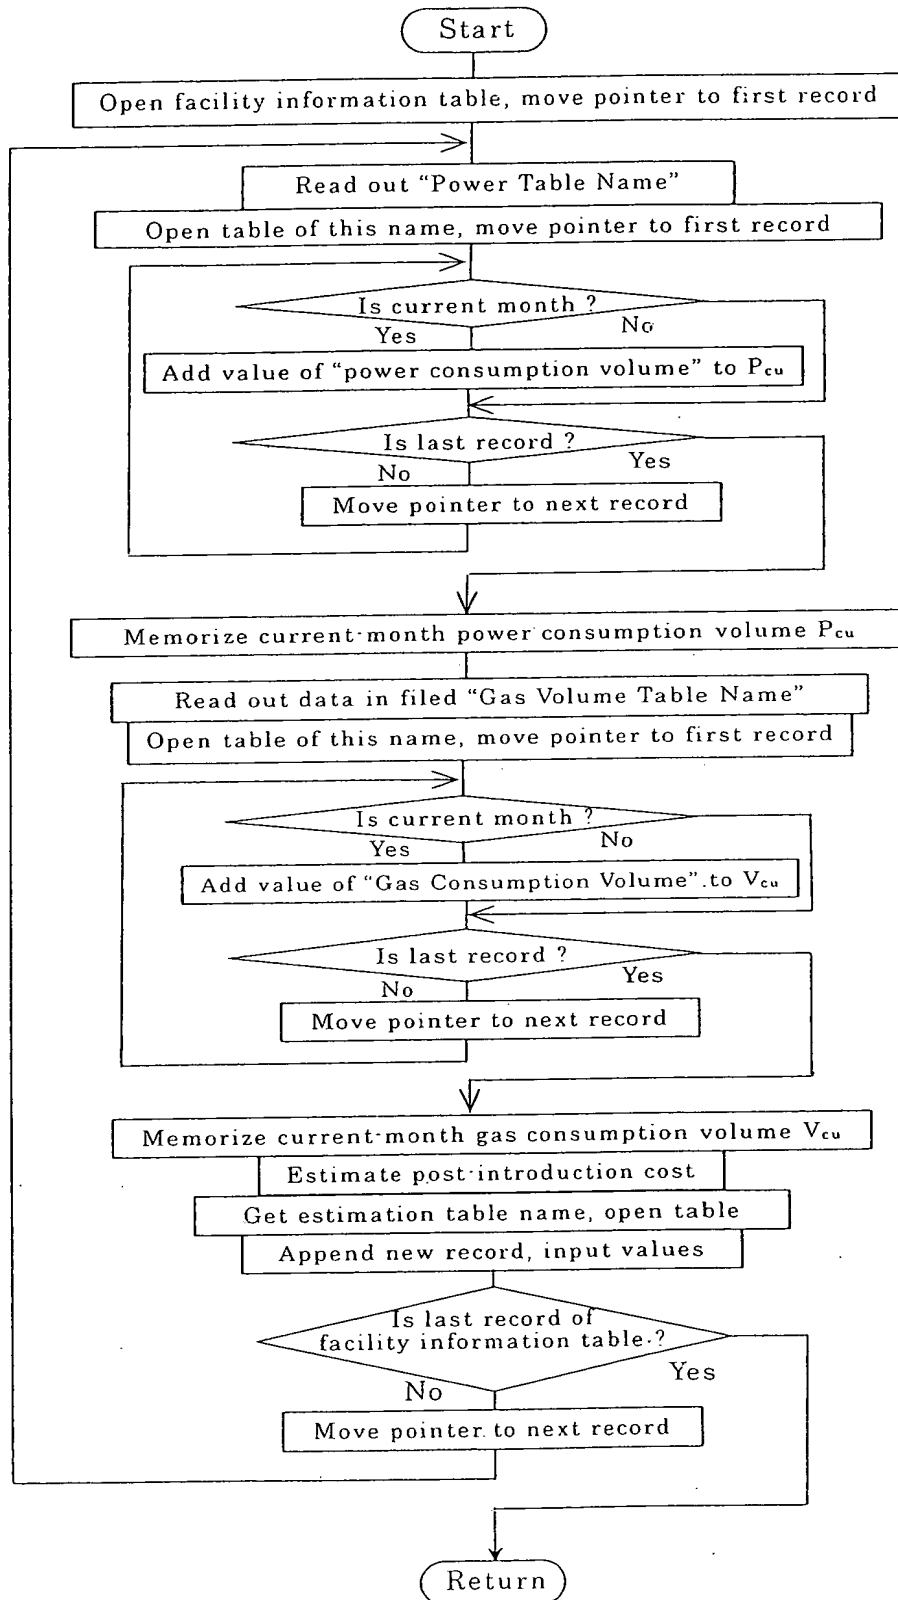 Start
Open facility information table, move pointer to first record
Read out “Power Table Name”
Open table of this name, move pointer to first record
Is current month ?
Yes
No
Add value of “power consumption volume” to Pcu
Is last record ?
No
Yes
Move pointer to next record
Memorize current-month power consumption volume Pcu
Read out data in filed “Gas Volume Table Name”
Open table of this name, move pointer to first record
Is current month ?
Yes
No
Add value of “Gas Consumption Volume” to Vcu
Is last record ?
No
Yes
Move pointer to next record
Memorize current-month gas consumption volume Vcu
Estimate post-introduction cost
Get estimation table name, open table
Append new record, input values
Is last record of
facility information table ?
No
Yes
Move pointer to next record
Return